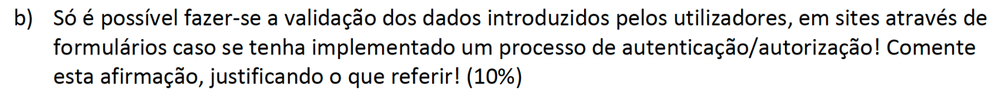 b) Só é possível fazer-se a validação dos dados introduzidos pelos utilizadores, em sites através de
formulários caso se tenha implementado um processo de autenticação/autorização! Comente
esta afirmação, justificando o que referir! (10%)